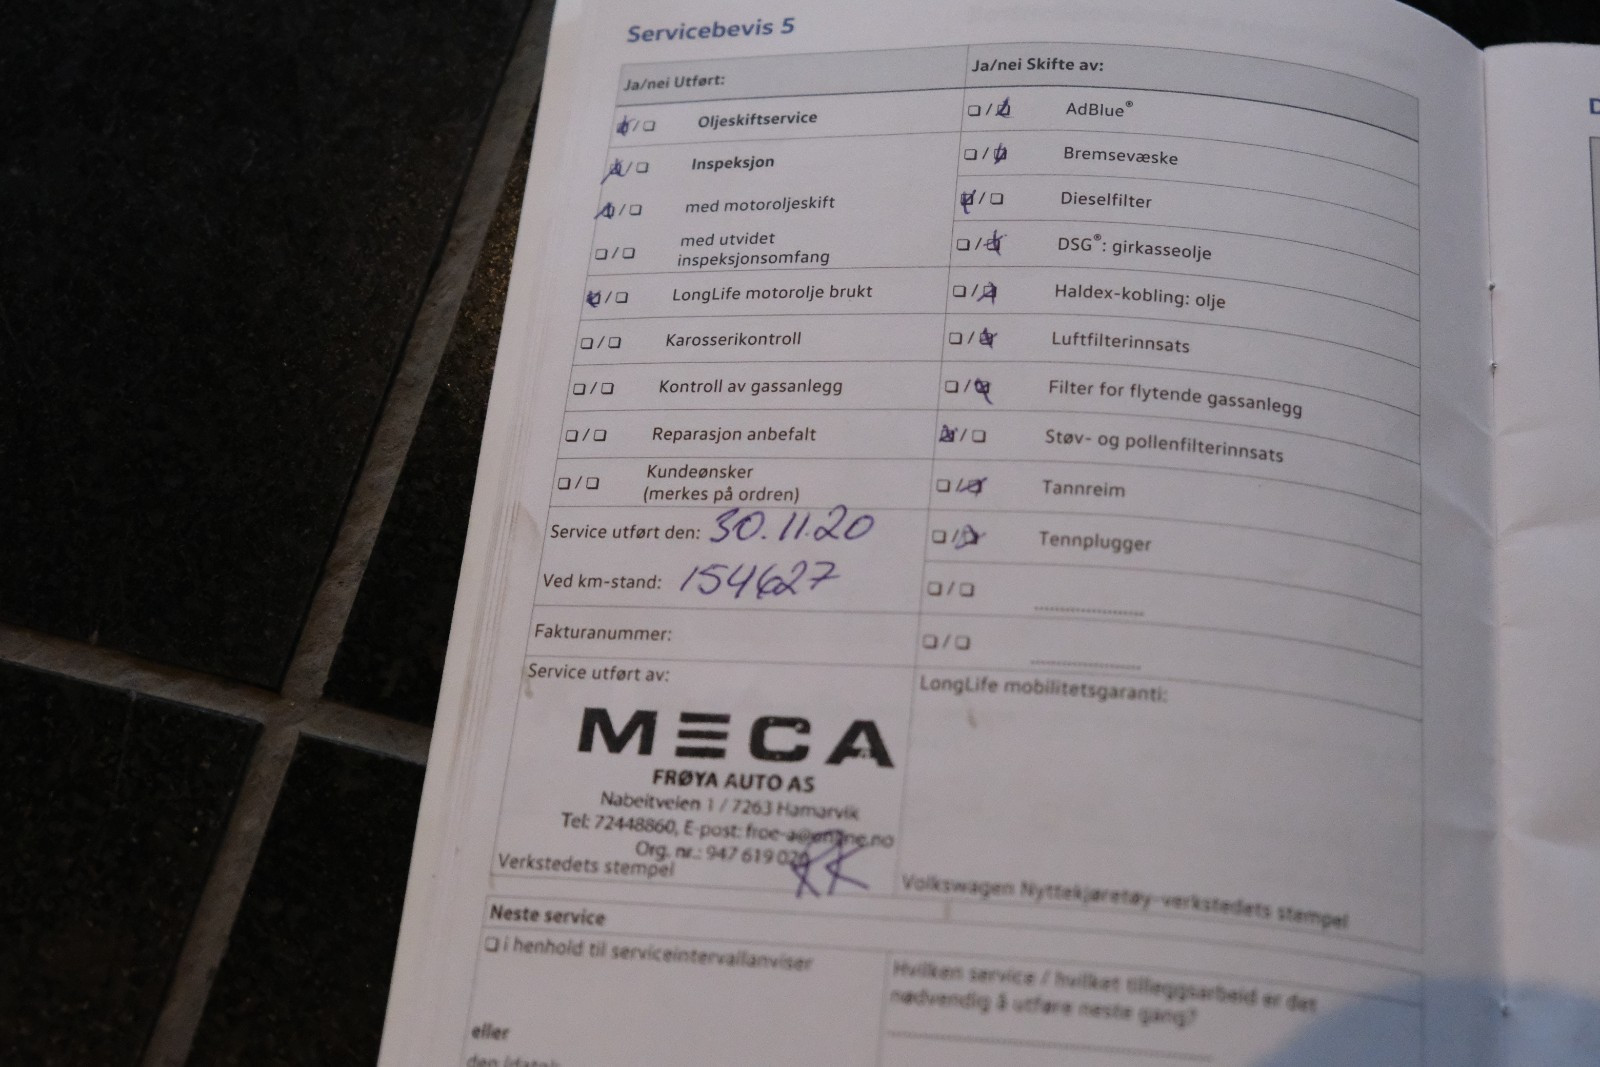 Servicebevis 5
Ja/nei Utført:
Oljeskiftservice
Inspeksjon
med motoroljeskift
med utvidet
inspeksjonsomfang
LongLife motorolje brukt
Karosserikontroll
Kontroll av gassanlegg
Reparasjon anbefalt
Kundeønsker
(merkes på ordren)
Service utført den: 30.11.20
Ved km-stand: 154627
Fakturanummer:
Service utført av:
MECA
FRØYA AUTO AS
Nabeitveien 1 / 7263 Hamarvik
Tel: 72448860, E-post: froe-a@online.no
Org. nr.: 947 619 020
RK
Verkstedets stempel
Ja/nei Skifte av:
AdBlue®
Bremsevæske
Dieselfilter
DSG®: girkasseolje
Haldex-kobling: olje
Luftfilterinnsats
Filter for flytende gassanlegg
Støv- og pollenfilterinnsats
Tannreim
Tennplugger
LongLife mobilitetsgaranti:
Volkswagen Nyttekjøretøy-verkstedets stempel
Neste service
i henhold til serviceintervallanviser
eller
Hvilken service / hvilket tilleggsarbeid er det
nødvendig å utføre neste gang?